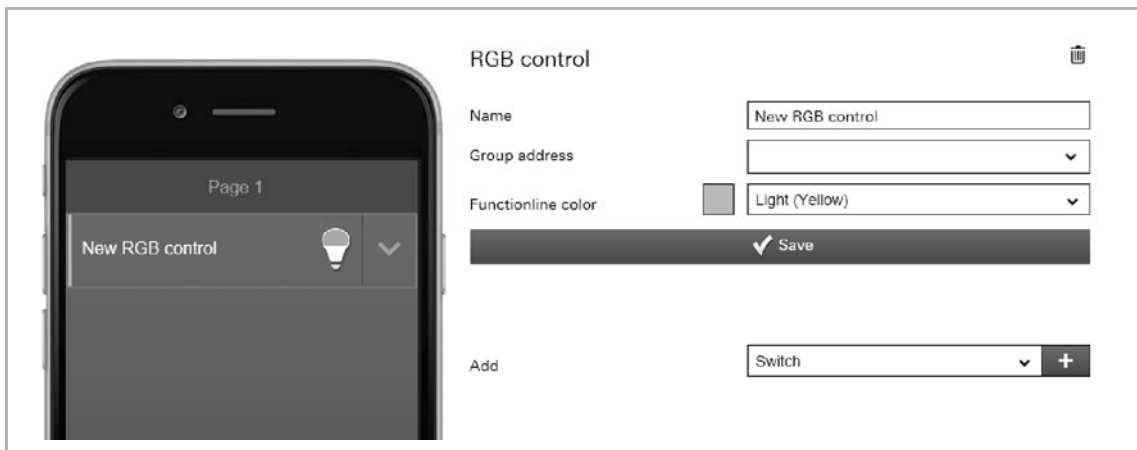 Page 1
New RGB control
RGB control
Name
New RGB control
Group address
Functionline color
Light (Yellow)
Save
Add
Switch